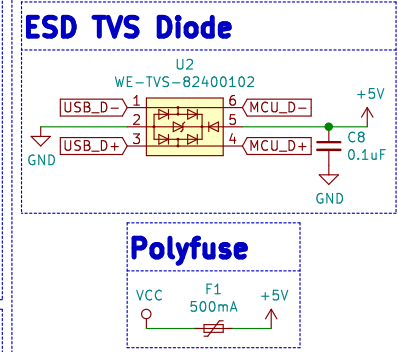 ESD TVS Diode
U2
WE-TVS-82400102
+5V
USB_D- 1 6 MCU_D-
2 5
USB_D+ 3 4 MCU_D+
GND
C8
0.1uF
GND
Polyfuse
VCC F1 +5V
500mA